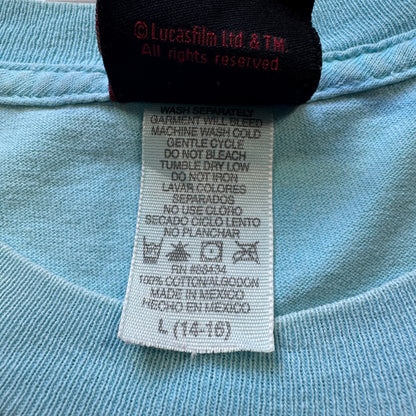 © Lucasfilm Ltd. & T.M.
All rights reserved
WASH SEPARATELY
GARMENT WILL BLEED
MACHINE WASH COLD
GENTLE CYCLE
DO NOT BLEACH
TUMBLE DRY LOW
DO NOT IRON
LAVAR COLORES
SEPARADOS
NO USE CLORO
SECADO CICLO LENTO
NO PLANCHAR
RN #86434
100% COTTON/ALGODON
MADE IN MEXICO
HECHO EN MEXICO
L (14-16)